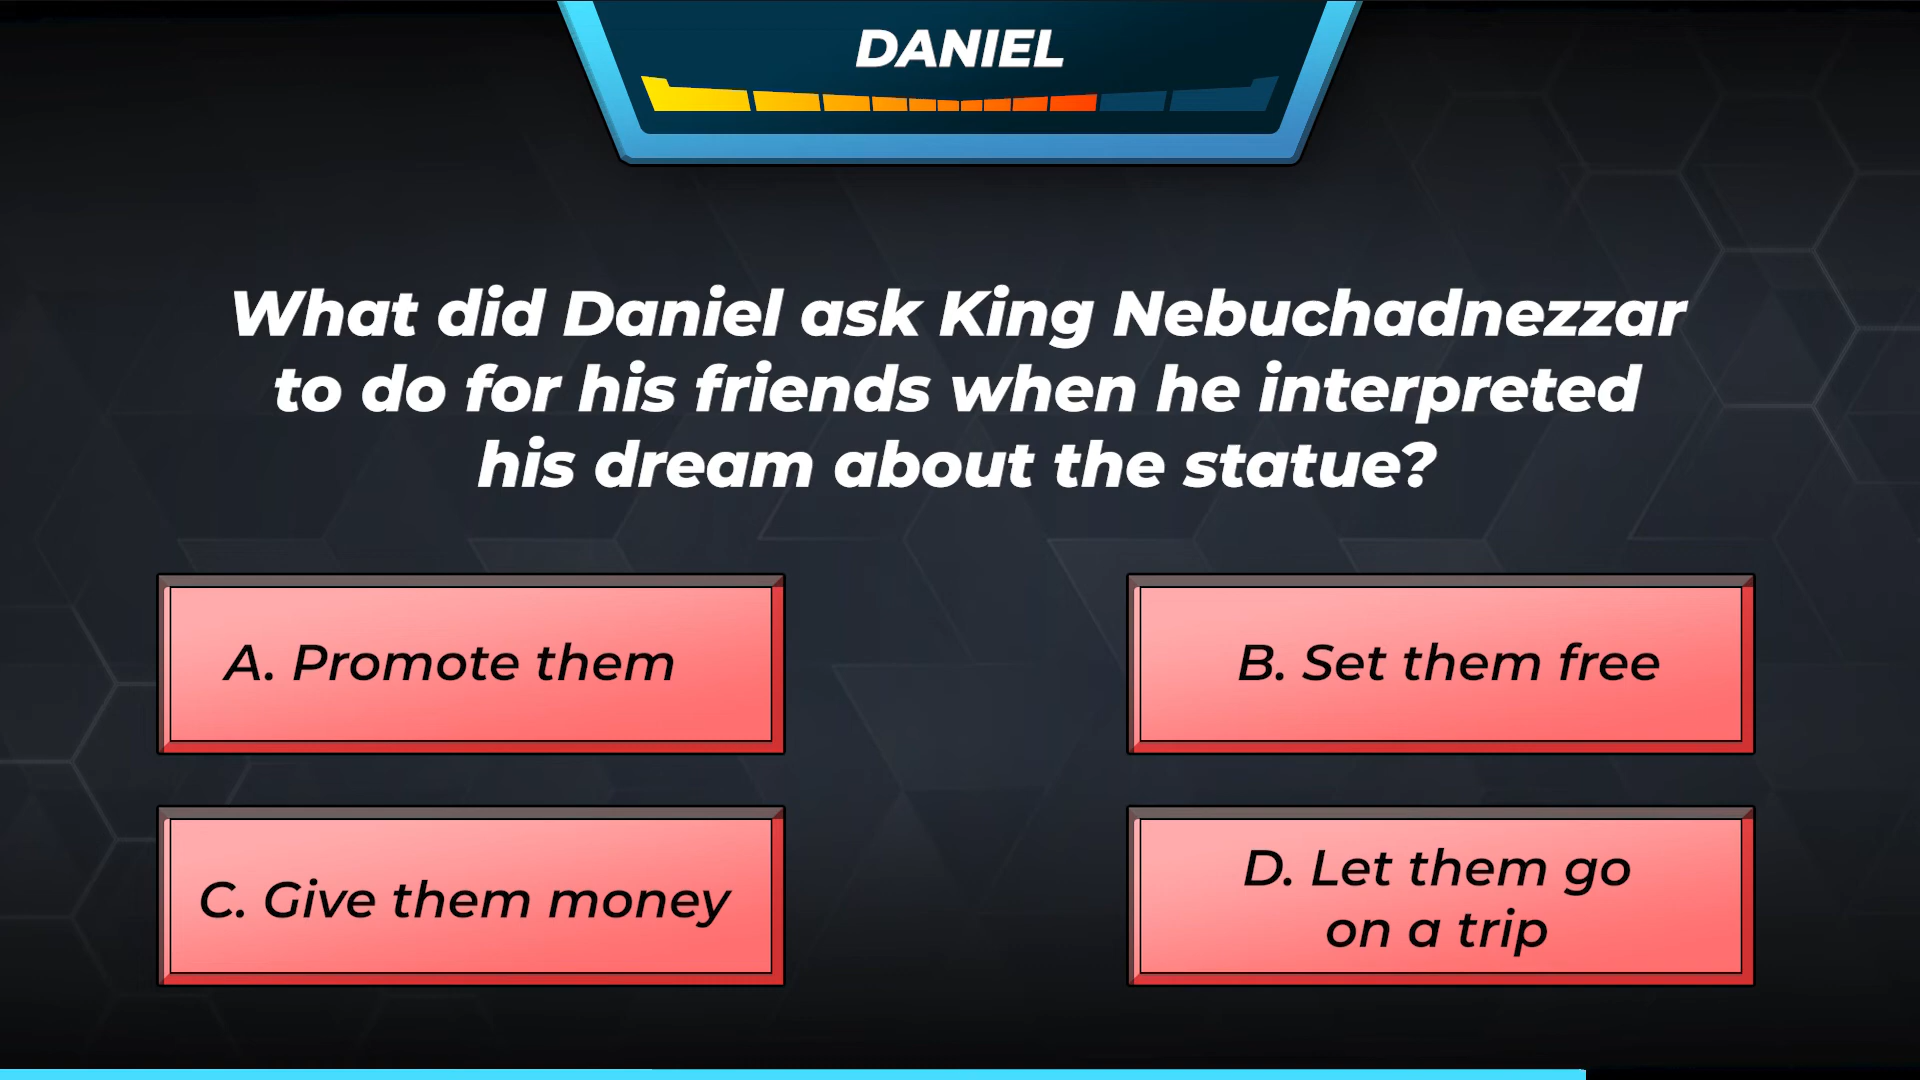 DANIEL
What did Daniel ask King Nebuchadnezzar
to do for his friends when he interpreted
his dream about the statue?
A. Promote them
B. Set them free
C. Give them money
D. Let them go
on a trip